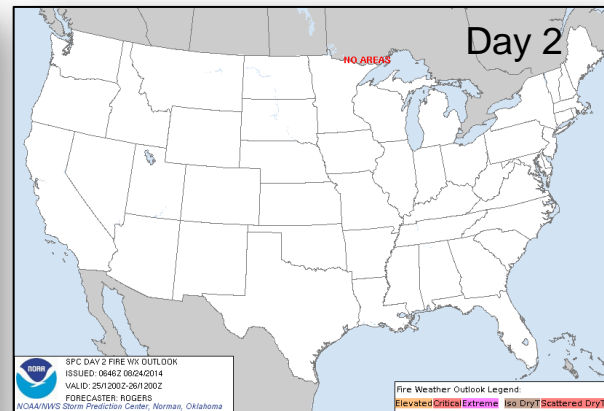 Day 2
NO AREAS
NOAA
SPC DAY 2 FIRE WX OUTLOOK
ISSUED: 0646Z 08/24/2014
VALID: 25/1200Z-26/1200Z
FORECASTER: ROGERS
NOAA/NWS Storm Prediction Center, Norman, Oklahoma
Fire Weather Outlook Legend:
Elevated Critical Extreme Iso DryT Scattered DryT